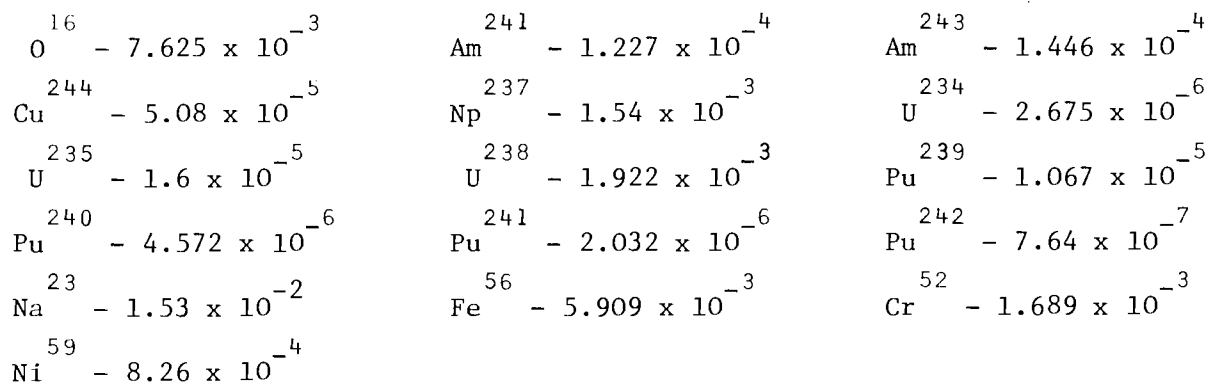 O¹⁶ - 7.625 x 10⁻³ Am²⁴¹ - 1.227 x 10⁻⁴ Am²⁴³ - 1.446 x 10⁻⁴
Cu²⁴⁴ - 5.08 x 10⁻⁵ Np²³⁷ - 1.54 x 10⁻³ U²³⁴ - 2.675 x 10⁻⁶
U²³⁵ - 1.6 x 10⁻⁵ U²³⁸ - 1.922 x 10⁻³ Pu²³⁹ - 1.067 x 10⁻⁵
Pu²⁴⁰ - 4.572 x 10⁻⁶ Pu²⁴¹ - 2.032 x 10⁻⁶ Pu²⁴² - 7.64 x 10⁻⁷
Na²³ - 1.53 x 10⁻² Fe⁵⁶ - 5.909 x 10⁻³ Cr⁵² - 1.689 x 10⁻³
Ni⁵⁹ - 8.26 x 10⁻⁴